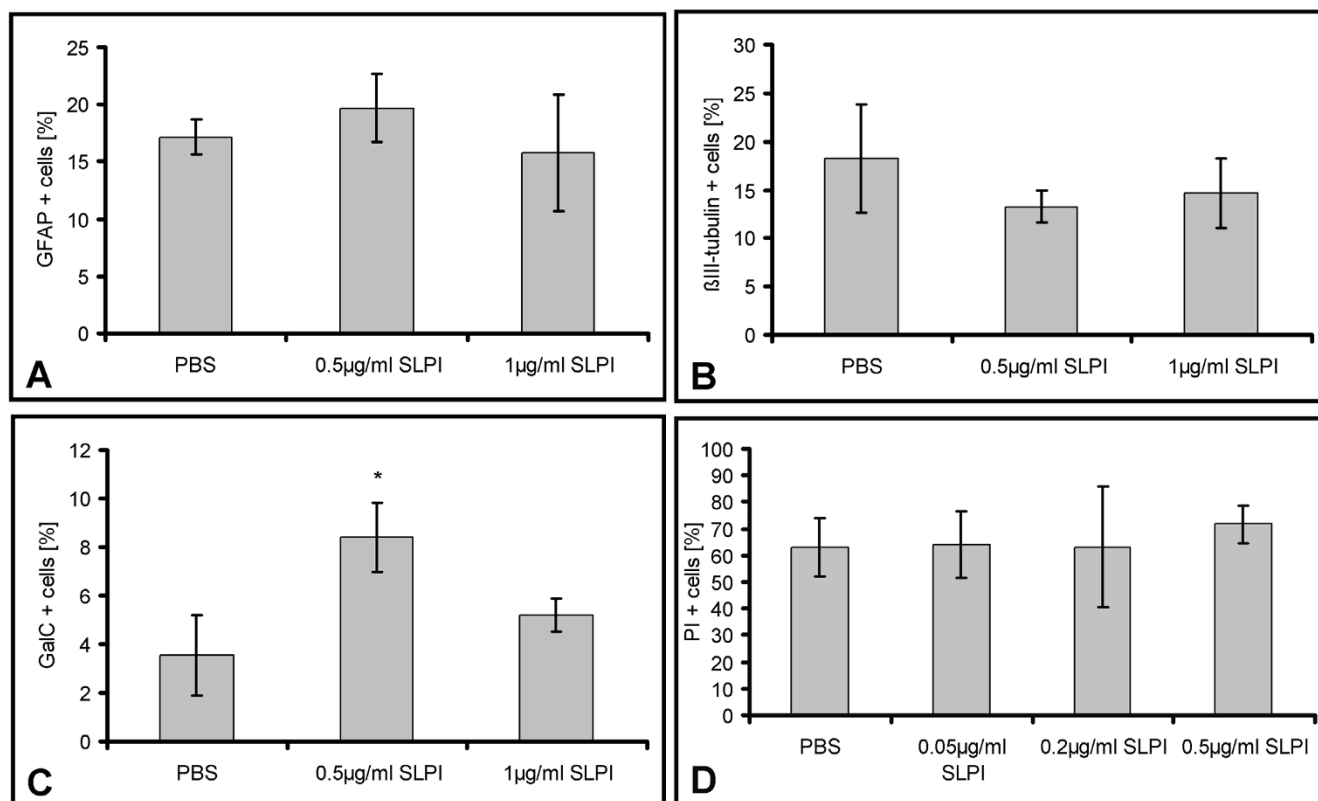 25
20
15
10
5
0
GFAP + cells [%]
PBS
0.5µg/ml SLPI
1µg/ml SLPI
A
30
25
20
15
10
5
0
ßIII-tubulin + cells [%]
PBS
0.5µg/ml SLPI
1µg/ml SLPI
B
12
10
8
6
4
2
0
GalC + cells [%]
*
PBS
0.5µg/ml SLPI
1µg/ml SLPI
C
100
90
80
70
60
50
40
30
20
10
0
PI + cells [%]
PBS
0.05µg/ml
SLPI
0.2µg/ml SLPI
0.5µg/ml SLPI
D